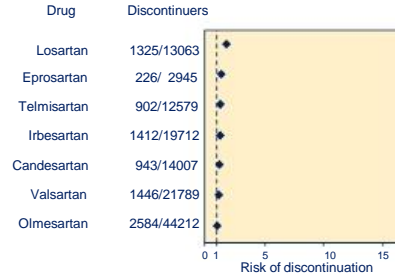 Drug Discontinuers
Losartan 1325/13063
Eprosartan 226/ 2945
Telmisartan 902/12579
Irbesartan 1412/19712
Candesartan 943/14007
Valsartan 1446/21789
Olmesartan 2584/44212
0 1 5 10 15
Risk of discontinuation